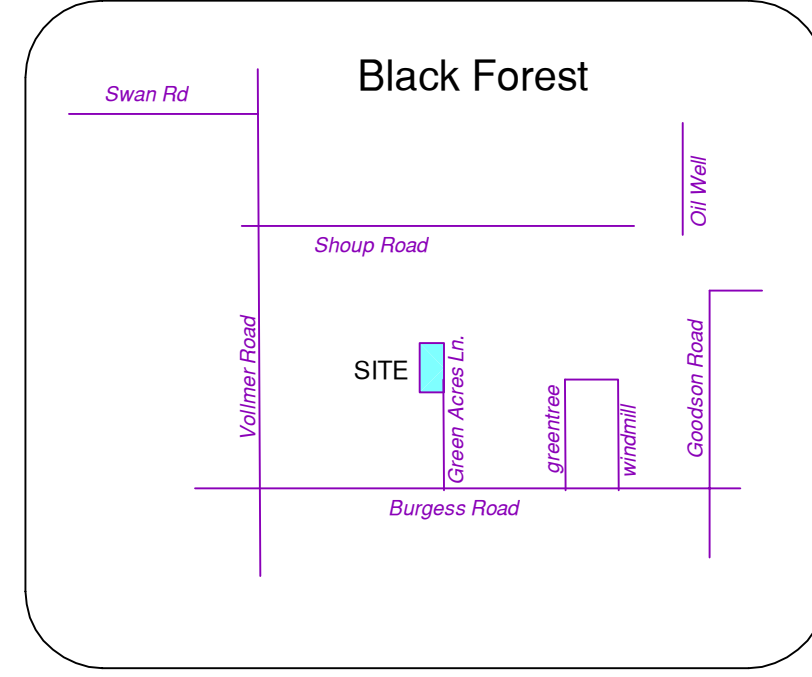 Black Forest
Swan Rd
Oil Well
Shoup Road
Vollmer Road
SITE
Green Acres Ln.
greentree
windmill
Goodson Road
Burgess Road